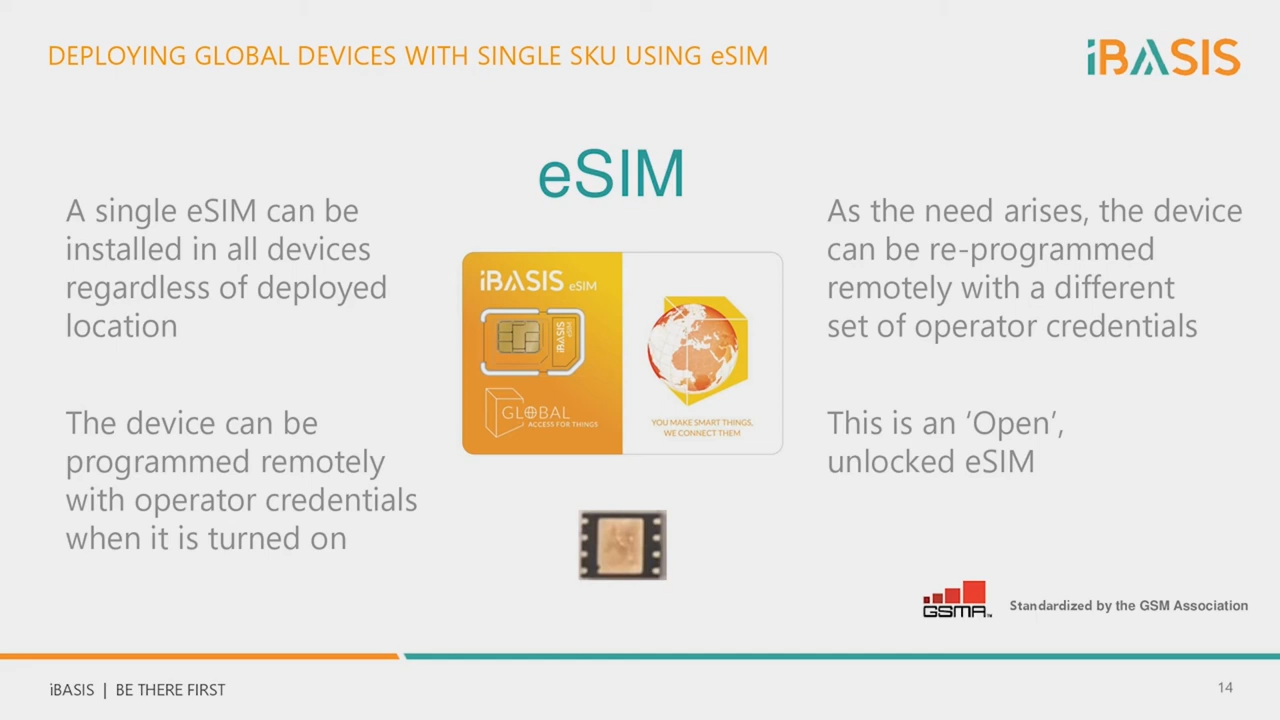 DEPLOYING GLOBAL DEVICES WITH SINGLE SKU USING eSIM
iBASIS
eSIM
A single eSIM can be
installed in all devices
regardless of deployed
location
The device can be
programmed remotely
with operator credentials
when it is turned on
iBASIS eSIM
iBASIS
eSIM
GLOBAL
ACCESS FOR THINGS
YOU MAKE SMART THINGS,
WE CONNECT THEM
As the need arises, the device
can be re-programmed
remotely with a different
set of operator credentials
This is an ‘Open’,
unlocked eSIM
GSMA™
Standardized by the GSM Association
iBASIS | BE THERE FIRST
14